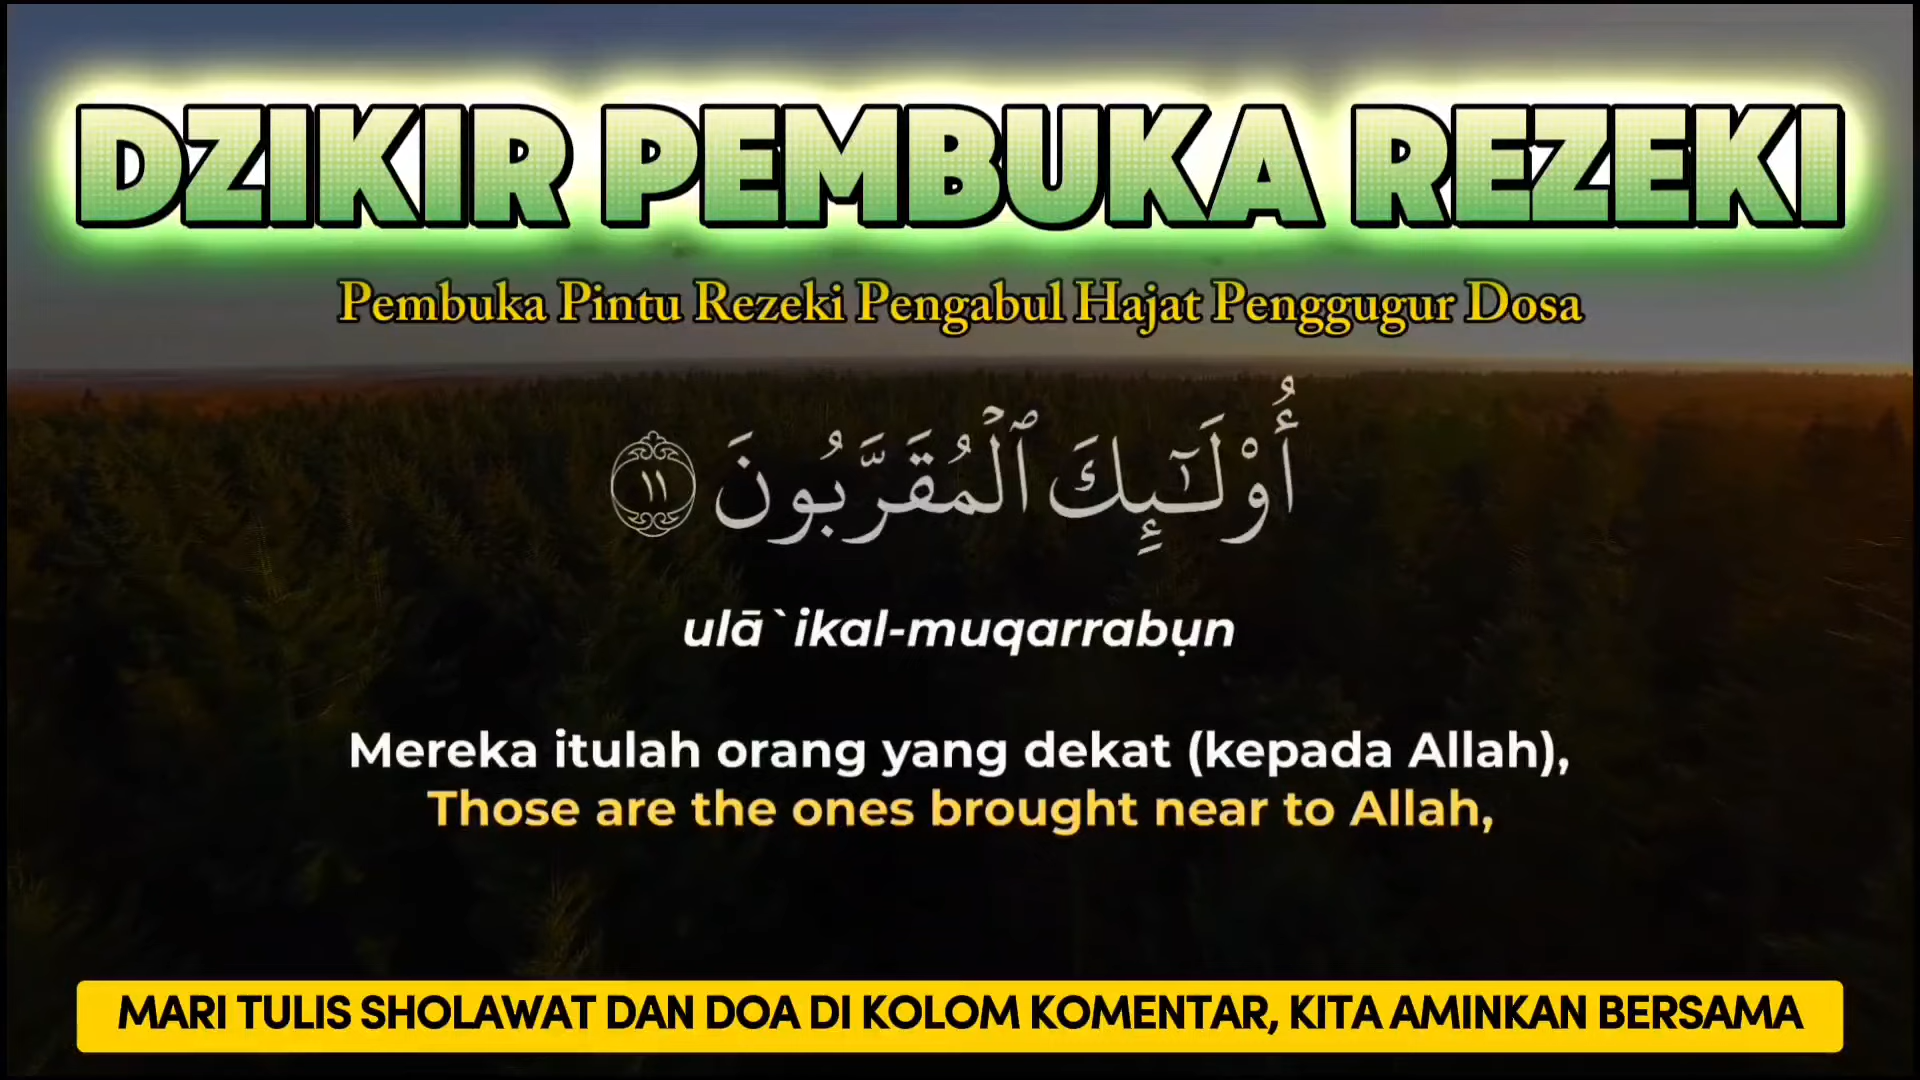 DZIKIR PEMBUKA REZEKI
Pembuka Pintu Rezeki Pengabul Hajat Penggugur Dosa
أُو۟لَـٰٓئِكَ ٱلْمُقَرَّبُونَ ١١
ulā`ikal-muqarrabụn
Mereka itulah orang yang dekat (kepada Allah),
Those are the ones brought near to Allah,
MARI TULIS SHOLAWAT DAN DOA DI KOLOM KOMENTAR, KITA AMINKAN BERSAMA